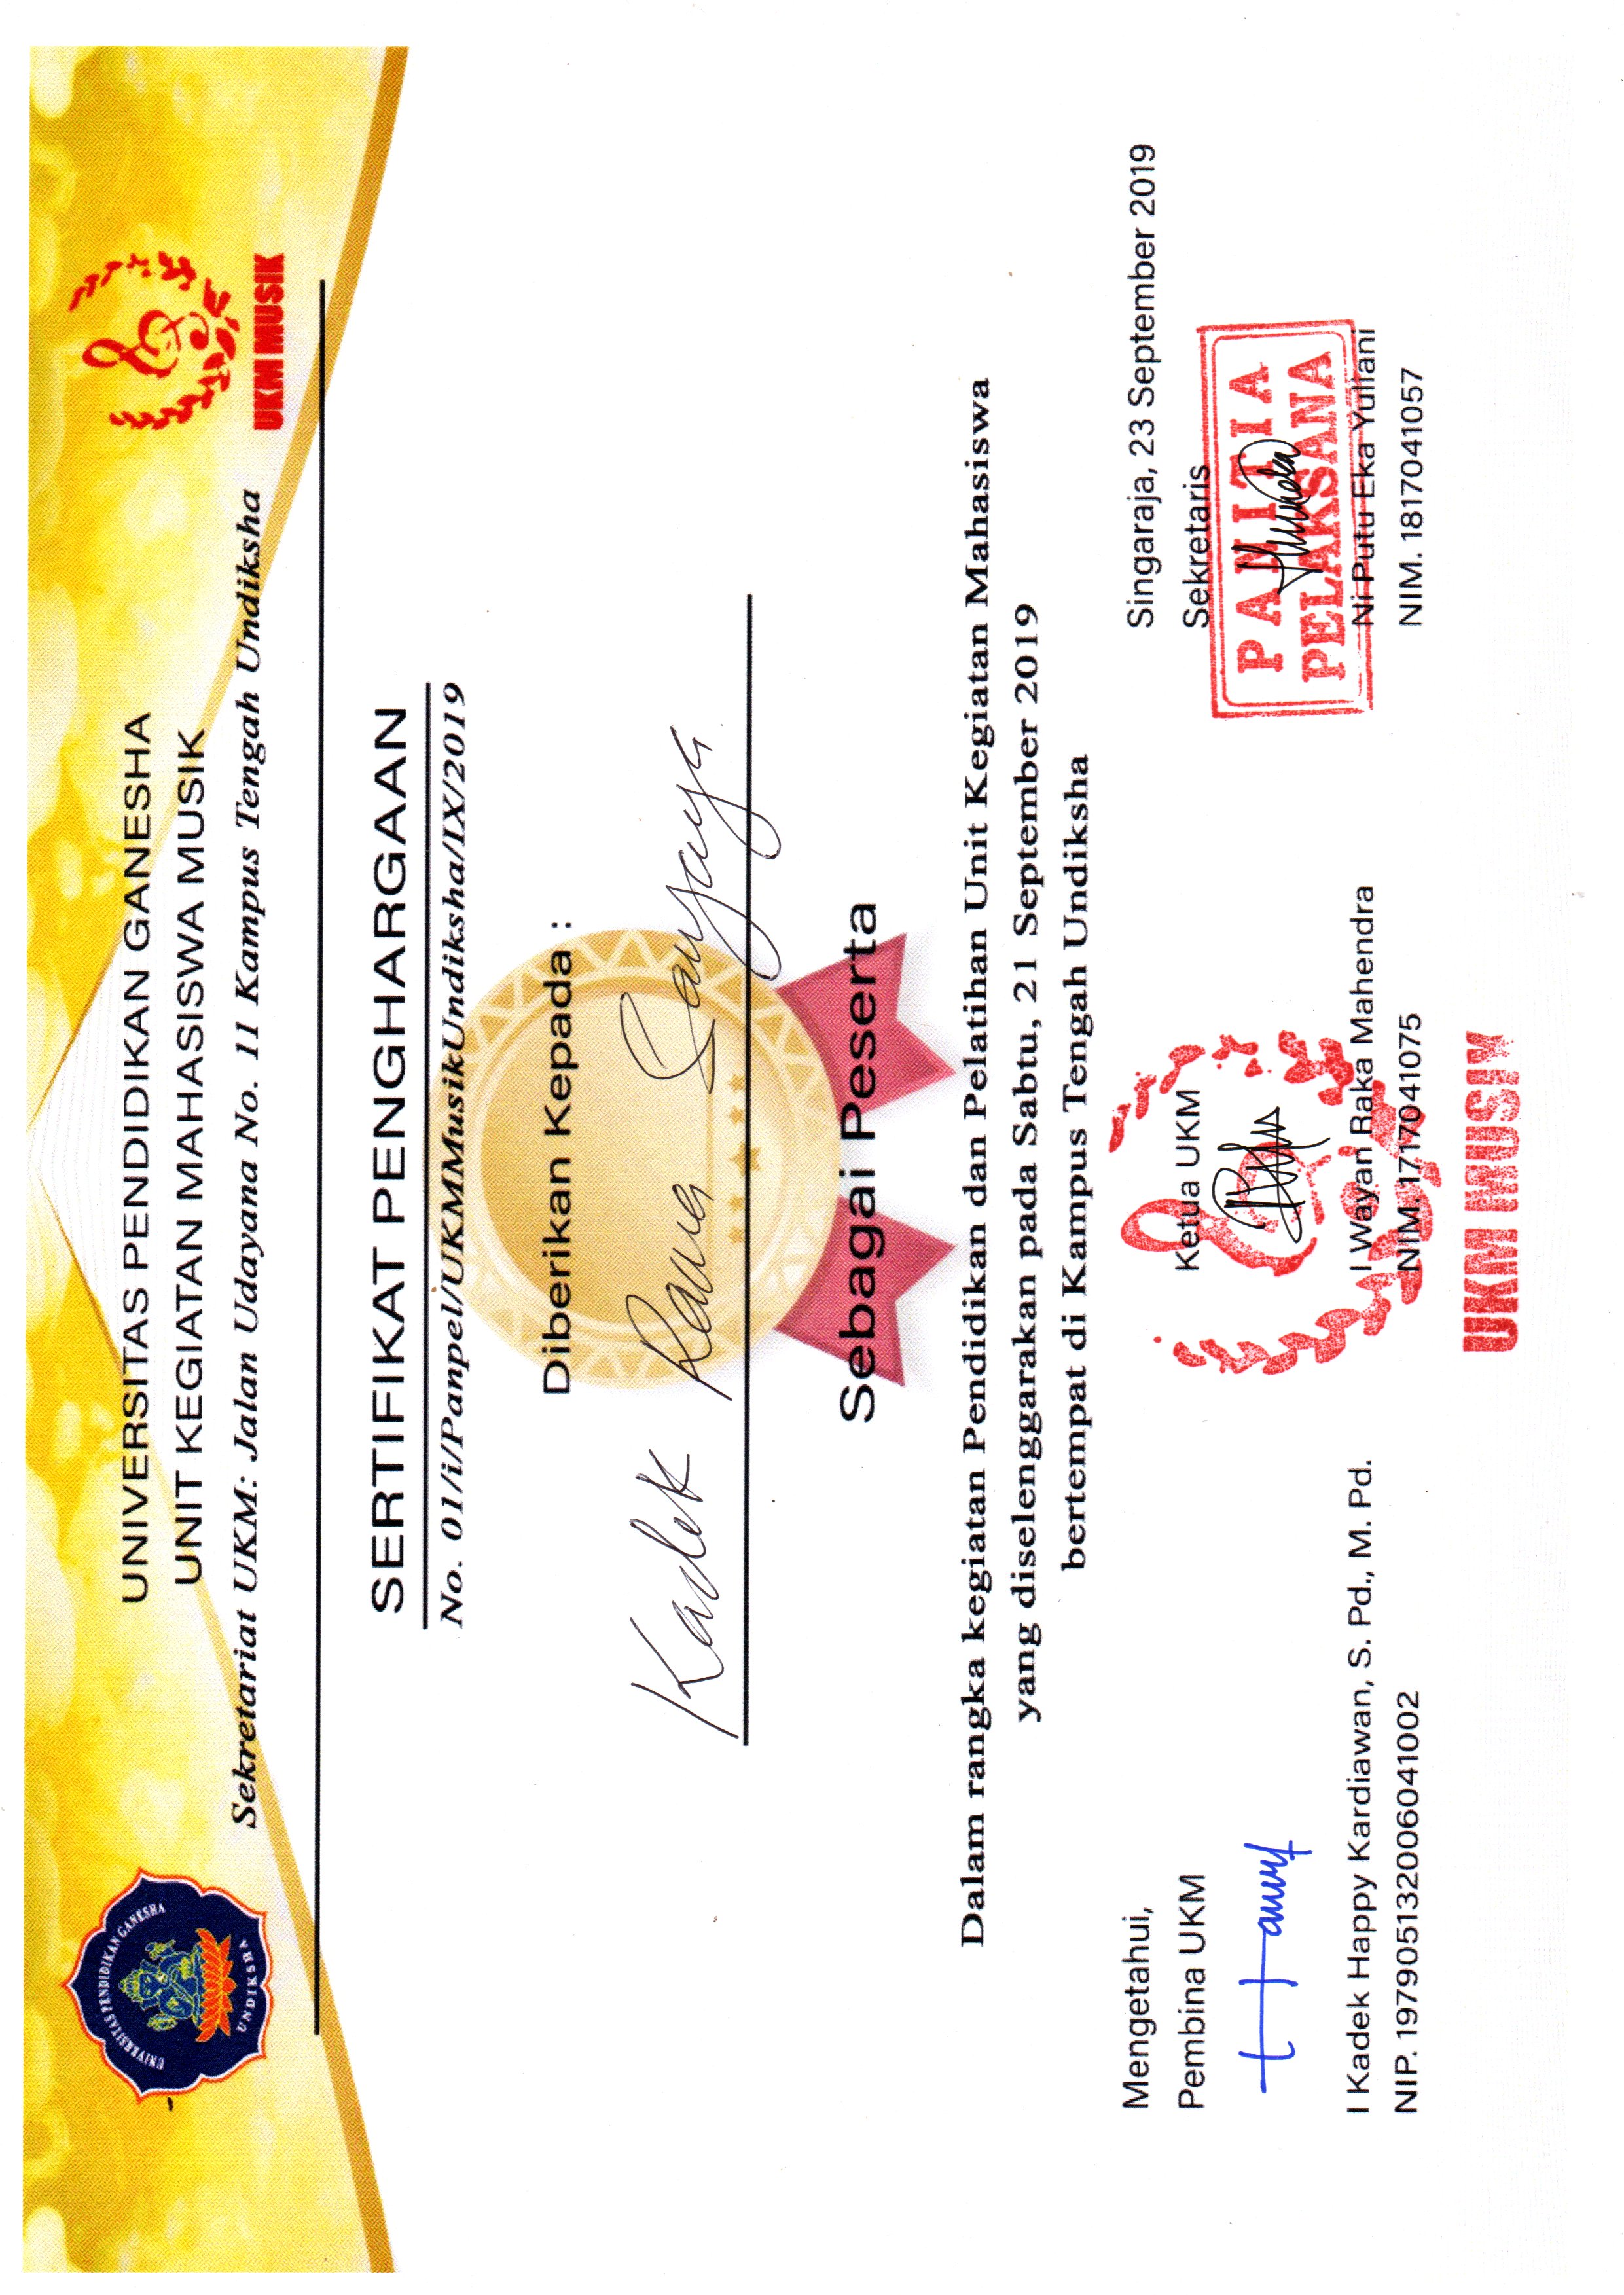 UNIVERSITAS PENDIDIKAN GANESHA
UNDIKSHA
UNIVERSITAS PENDIDIKAN GANESHA
UNIT KEGIATAN MAHASISWA MUSIK
Sekretariat UKM: Jalan Udayana No. 11 Kampus Tengah Undiksha
UKM MUSIK
SERTIFIKAT PENGHARGAAN
No. 01/i/Panpel/UKMMusikUndiksha/IX/2019
Diberikan Kepada :
Kadek Rama Sanjaya
Sebagai Peserta
Dalam rangka kegiatan Pendidikan dan Pelatihan Unit Kegiatan Mahasiswa
yang diselenggarakan pada Sabtu, 21 September 2019
bertempat di Kampus Tengah Undiksha
Mengetahui,
Pembina UKM
I Kadek Happy Kardiawan, S. Pd., M. Pd.
NIP. 197905132006041002
Ketua UKM
I Wayan Raka Mahendra
NIM. 1717041075
UKM MUSIK
Singaraja, 23 September 2019
Sekretaris
PANITIA
PELAKSANA
Ni Putu Eka Yuliani
NIM. 1817041057